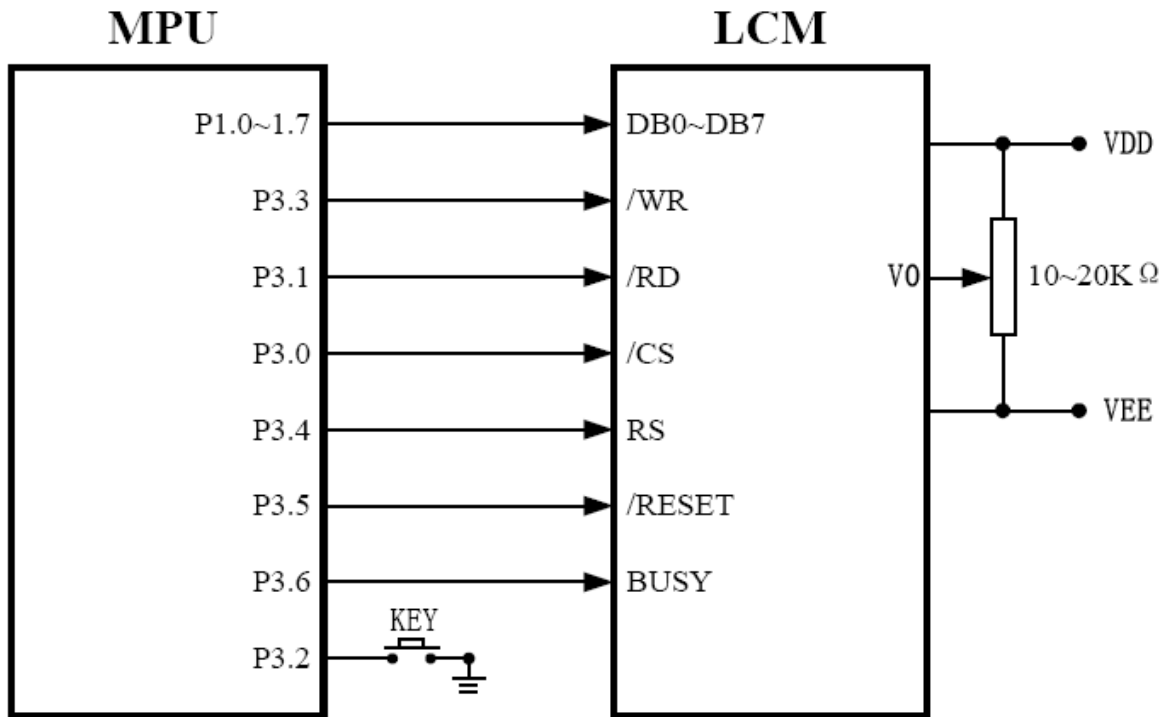 MPU
LCM
P1.0~1.7
DB0~DB7
VDD
P3.3
/WR
P3.1
/RD
V0
10~20K Ω
P3.0
/CS
VEE
P3.4
RS
P3.5
/RESET
P3.6
BUSY
KEY
P3.2